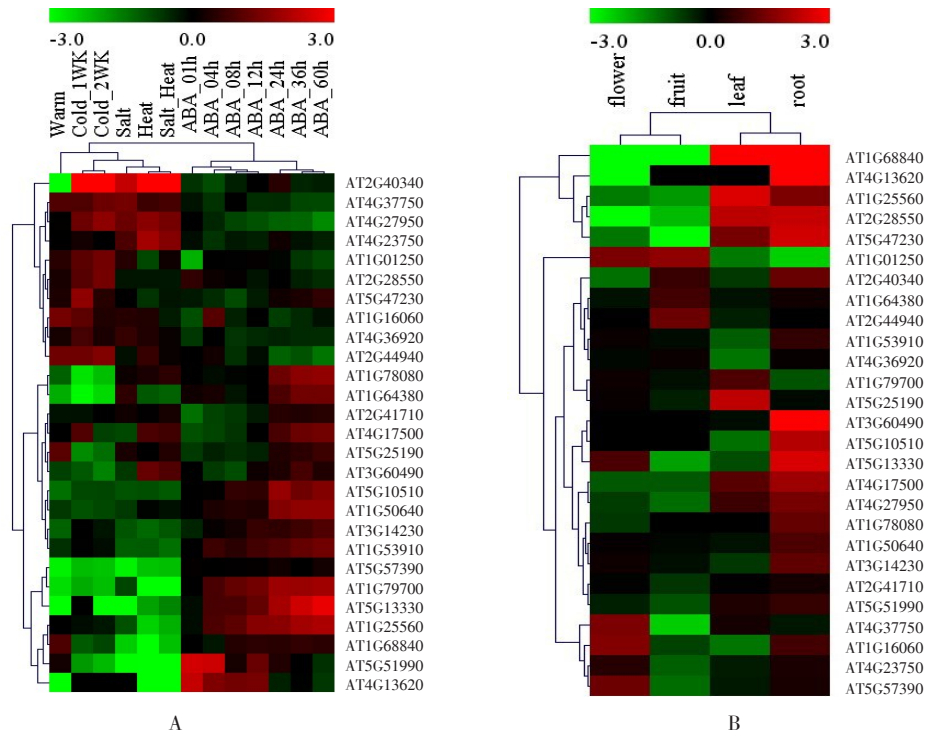 -3.0 0.0 3.0
Warm
Cold_1WK
Cold_2WK
Salt
Heat
Salt_Heat
ABA_01h
ABA_04h
ABA_08h
ABA_12h
ABA_24h
ABA_36h
ABA_60h
AT2G40340
AT4G37750
AT4G27950
AT4G23750
AT1G01250
AT2G28550
AT5G47230
AT1G16060
AT4G36920
AT2G44940
AT1G78080
AT1G64380
AT2G41710
AT4G17500
AT5G25190
AT3G60490
AT5G10510
AT1G50640
AT3G14230
AT1G53910
AT5G57390
AT1G79700
AT5G13330
AT1G25560
AT1G68840
AT5G51990
AT4G13620
A
-3.0 0.0 3.0
flower
fruit
leaf
root
AT1G68840
AT4G13620
AT1G25560
AT2G28550
AT5G47230
AT1G01250
AT2G40340
AT1G64380
AT2G44940
AT1G53910
AT4G36920
AT1G79700
AT5G25190
AT3G60490
AT5G10510
AT5G13330
AT4G17500
AT4G27950
AT1G78080
AT1G50640
AT3G14230
AT2G41710
AT5G51990
AT4G37750
AT1G16060
AT4G23750
AT5G57390
B